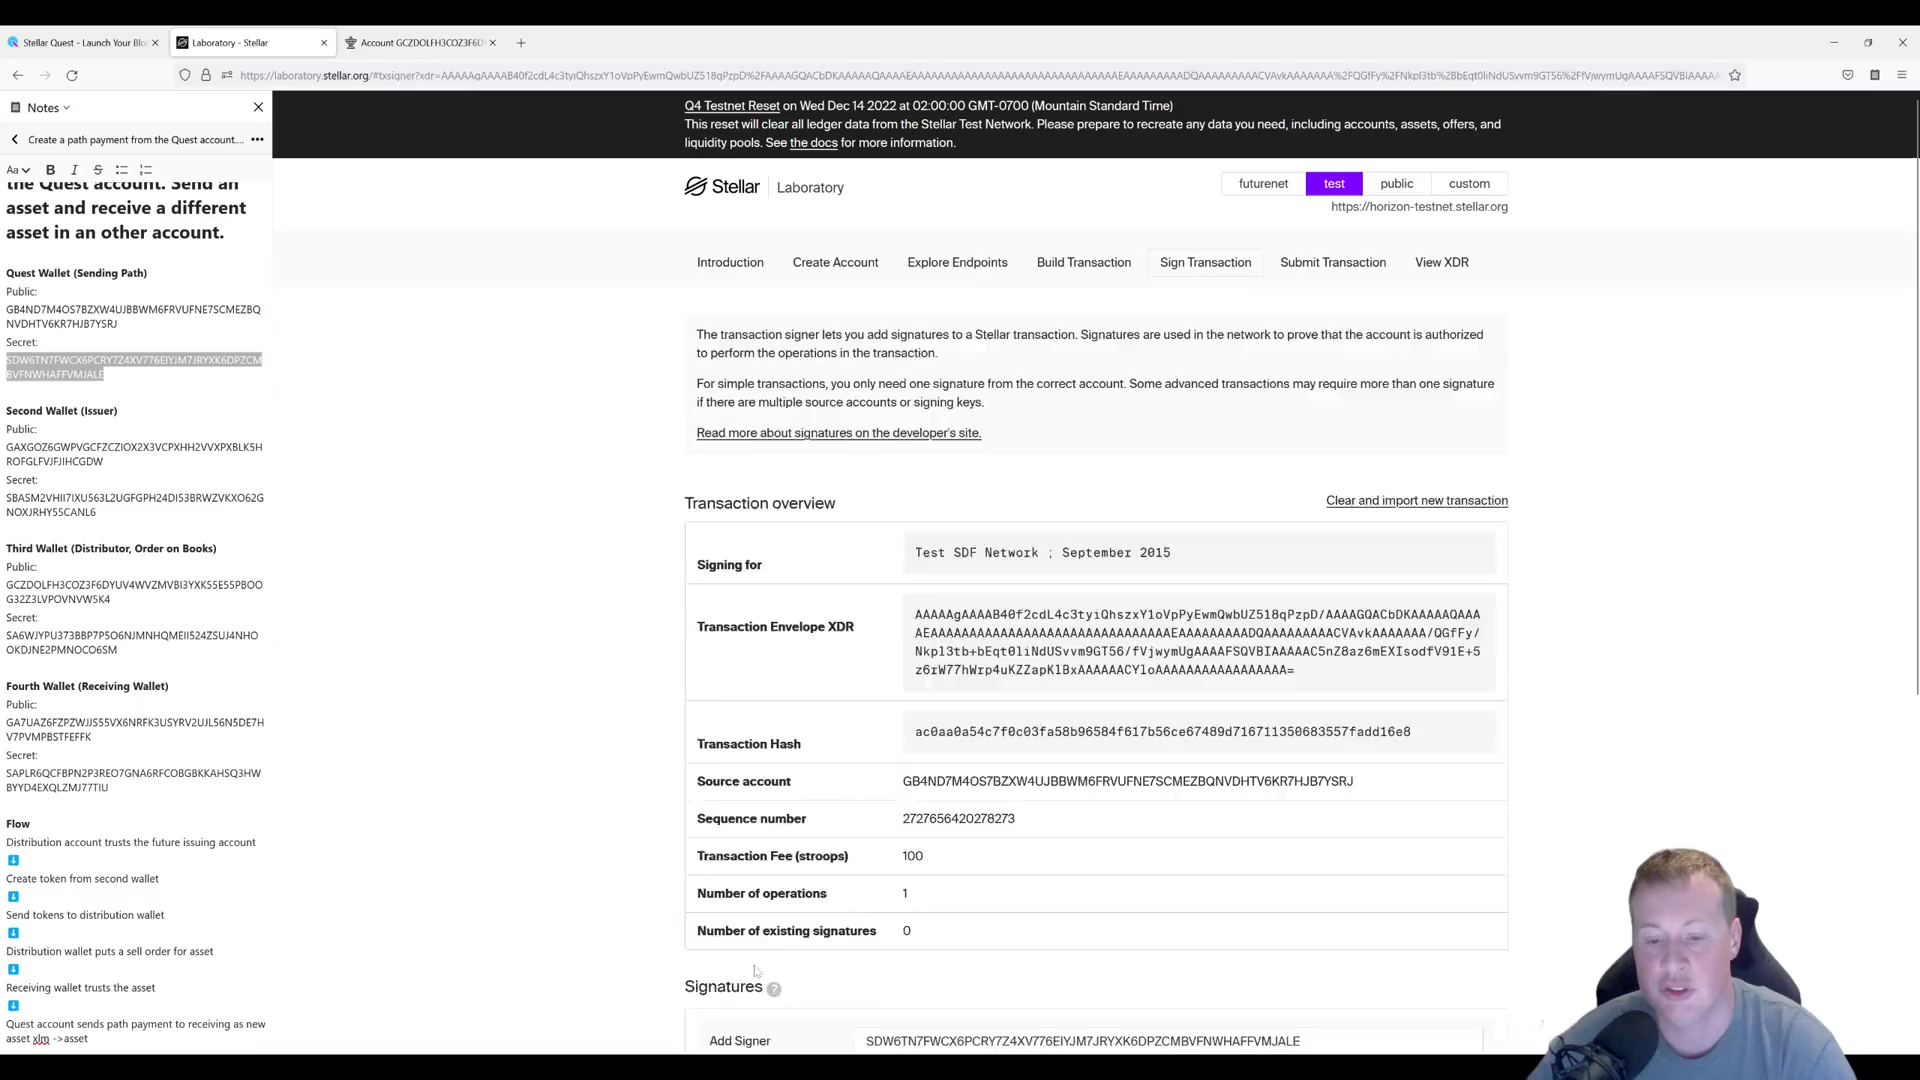 Stellar Quest - Launch Your Bloc
Laboratory - Stellar
Account GCZDOLFH3COZ3F6D
https://laboratory.stellar.org/#txsigner?xdr=
Notes
Create a path payment from the Quest account....
Aa B I S
the Quest account. Send an
asset and receive a different
asset in an other account.
Quest Wallet (Sending Path)
Public:
GB4ND7M4OS7BZXW4UJBBWM6FRVUFNE7SCMEZBQ
NVDHTV6KR7HJB7YSRJ
Secret:
SDW6TN7FWCX6PCRY7Z4XV776EIYJM7JRYXK6DPZCM
BVFNWHAFFVMJALE
Second Wallet (Issuer)
Public:
GAXGOZ6GWPVGCFZCZIOX2X3VCPXHH2VVXPXBLK5H
ROFGLFVJFJIHCGDW
Secret:
SBASM2VHII7IXU563L2UGFGPH24DI53BRWZVKXO62G
NOXJRHY55CANL6
Third Wallet (Distributor, Order on Books)
Public:
GCZDOLFH3COZ3F6DYUV4WVZMVBI3YXK55E55PBOO
G32Z3LVPOVNVW5K4
Secret:
SA6WJYPU373BBP7P5O6NJMNHQMEII524ZSUJ4NHO
OKDJNE2PMNOCO6SM
Fourth Wallet (Receiving Wallet)
Public:
GA7UAZ6FZPZWJJS55VX6NRFK3USYRV2UJL56N5DE7H
V7PVMPBSTFEFFK
Secret:
SAPLR6QCFBPN2P3REO7GNA6RFCOBGBKKAHSQ3HW
BYYD4EXQLZMJ77TIU
Flow
Distribution account trusts the future issuing account
Create token from second wallet
Send tokens to distribution wallet
Distribution wallet puts a sell order for asset
Receiving wallet trusts the asset
Quest account sends path payment to receiving as new
asset xlm ->asset
Q4 Testnet Reset on Wed Dec 14 2022 at 02:00:00 GMT-0700 (Mountain Standard Time)
This reset will clear all ledger data from the Stellar Test Network. Please prepare to recreate any data you need, including accounts, assets, offers, and
liquidity pools. See the docs for more information.
Stellar Laboratory
futurenet test public custom
https://horizon-testnet.stellar.org
Introduction Create Account Explore Endpoints Build Transaction Sign Transaction Submit Transaction View XDR
The transaction signer lets you add signatures to a Stellar transaction. Signatures are used in the network to prove that the account is authorized
to perform the operations in the transaction.
For simple transactions, you only need one signature from the correct account. Some advanced transactions may require more than one signature
if there are multiple source accounts or signing keys.
Read more about signatures on the developer's site.
Transaction overview
Clear and import new transaction
Signing for Test SDF Network ; September 2015
Transaction Envelope XDR
AAAAAgAAAAB40f2cdL4c3tyiQhszxY1oVpPyEwmQwbUZ518qPzpD/AAAAGQACbDKAAAAAQAAA
AEAAAAAAAAAAAAAAAAAAAAAAAAAAAAAAAEAAAAAAAAADQAAAAAAAAACVAvkAAAAAAA/QGfFy/
Nkpl3tb+bEqt0liNdUSvvm9GT56/fVjwymUgAAAAFSQVBIAAAAAC5nZ8az6mEXIsodfV91E+5
z6rW77hWrp4uKZZapKlBxAAAAAACYloAAAAAAAAAAAAAAAAA=
Transaction Hash ac0aa0a54c7f0c03fa58b96584f617b56ce67489d716711350683557fadd16e8
Source account GB4ND7M4OS7BZXW4UJBBWM6FRVUFNE7SCMEZBQNVDHTV6KR7HJB7YSRJ
Sequence number 2727656420278273
Transaction Fee (stroops) 100
Number of operations 1
Number of existing signatures 0
Signatures ?
Add Signer SDW6TN7FWCX6PCRY7Z4XV776EIYJM7JRYXK6DPZCMBVFNWHAFFVMJALE